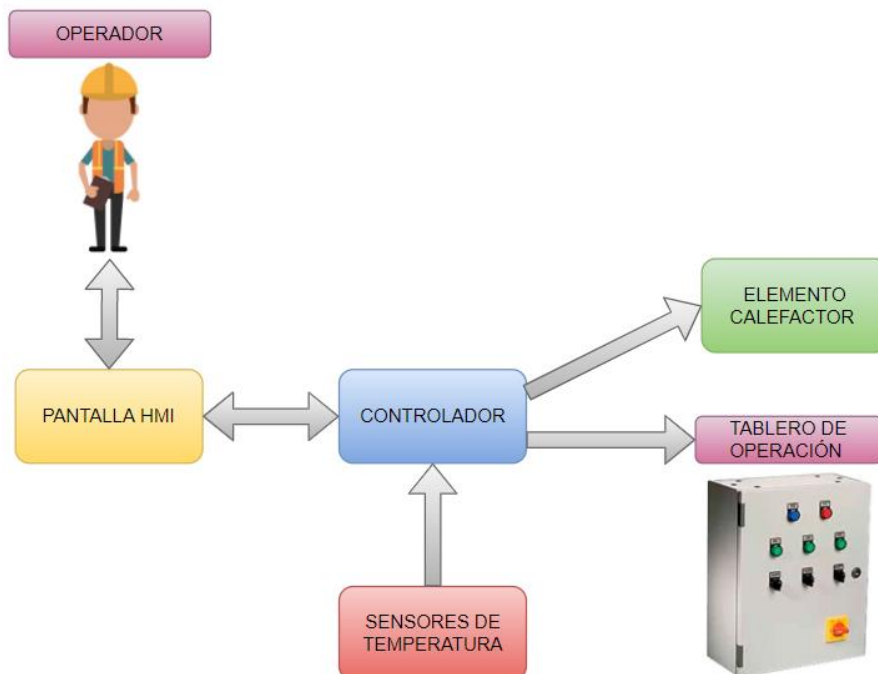 OPERADOR
ELEMENTO
CALEFACTOR
PANTALLA HMI
CONTROLADOR
TABLERO DE
OPERACIÓN
SENSORES DE
TEMPERATURA